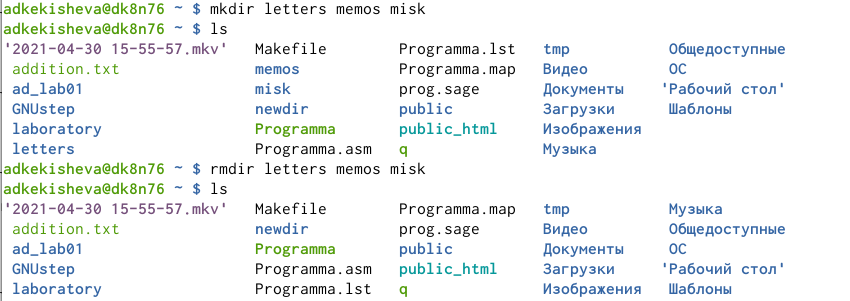 adkekisheva@dk8n76 ~ $ mkdir letters memos misk
adkekisheva@dk8n76 ~ $ ls
'2021-04-30 15-55-57.mkv' Makefile Programma.lst tmp Общедоступные
addition.txt memos Programma.map Видео ОС
ad_lab01 misk prog.sage Документы 'Рабочий стол'
GNUstep newdir public Загрузки Шаблоны
laboratory Programma public_html Изображения
letters Programma.asm q Музыка
adkekisheva@dk8n76 ~ $ rmdir letters memos misk
adkekisheva@dk8n76 ~ $ ls
'2021-04-30 15-55-57.mkv' Makefile Programma.map tmp Музыка
addition.txt newdir prog.sage Видео Общедоступные
ad_lab01 Programma public Документы ОС
GNUstep Programma.asm public_html Загрузки 'Рабочий стол'
laboratory Programma.lst q Изображения Шаблоны